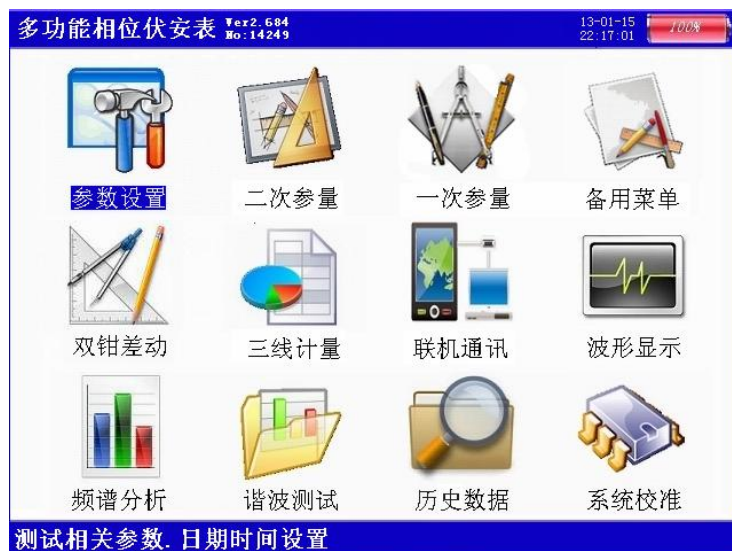 多功能相位伏安表 Ver2.684 No:14249
13-01-15
22:17:01
100%
参数设置 二次参量 一次参量 备用菜单
双钳差动 三线计量 联机通讯 波形显示
频谱分析 谐波测试 历史数据 系统校准
测试相关参数.日期时间设置